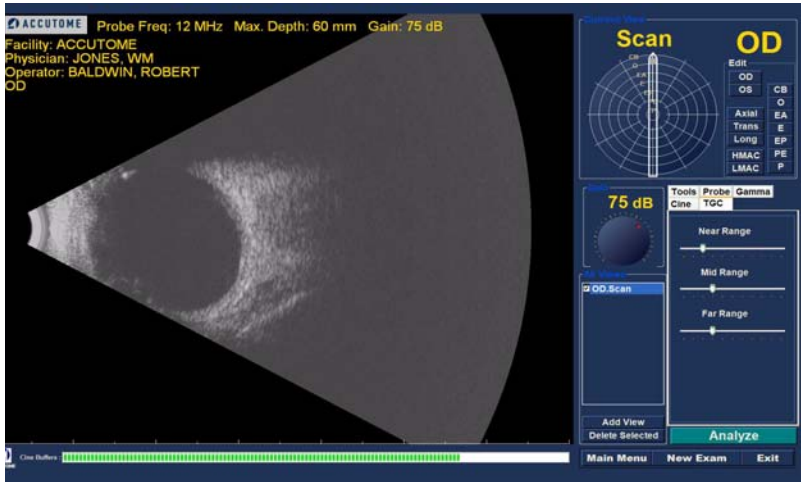 ACCUTOME Probe Freq: 12 MHz Max. Depth: 60 mm Gain: 75 dB
Facility: ACCUTOME
Physician: JONES, WM
Operator: BALDWIN, ROBERT
OD
Scan
OD
Edit
OD
OS
CB
O
Axial
EA
Trans
E
Long
EP
HMAC
PE
LMAC
P
75 dB
Tools Probe Gamma
Cine TGC
Near Range
Mid Range
Far Range
OD.Scan
Add View
Delete Selected
Analyze
Cine Buffers :
Main Menu New Exam Exit